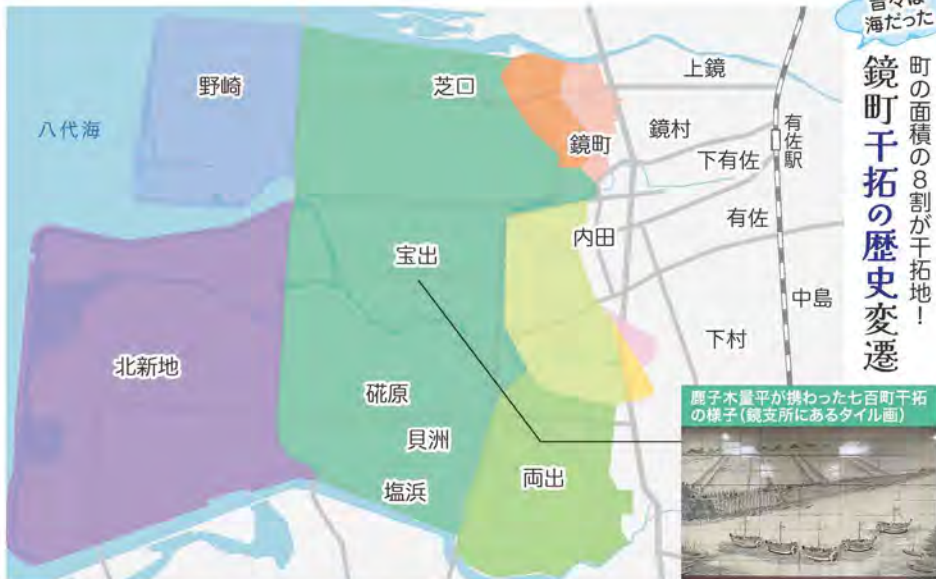 昔々は
海だった
町の面積の8割が干拓地!
鏡町干拓の歴史変遷
野崎
芝口
上鏡
八代海
鏡町
鏡村
有佐駅
下有佐
有佐
内田
宝出
中島
下村
北新地
硴原
貝洲
塩浜
両出
鹿子木量平が携わった七百町干拓
の様子(鏡支所にあるタイル画)